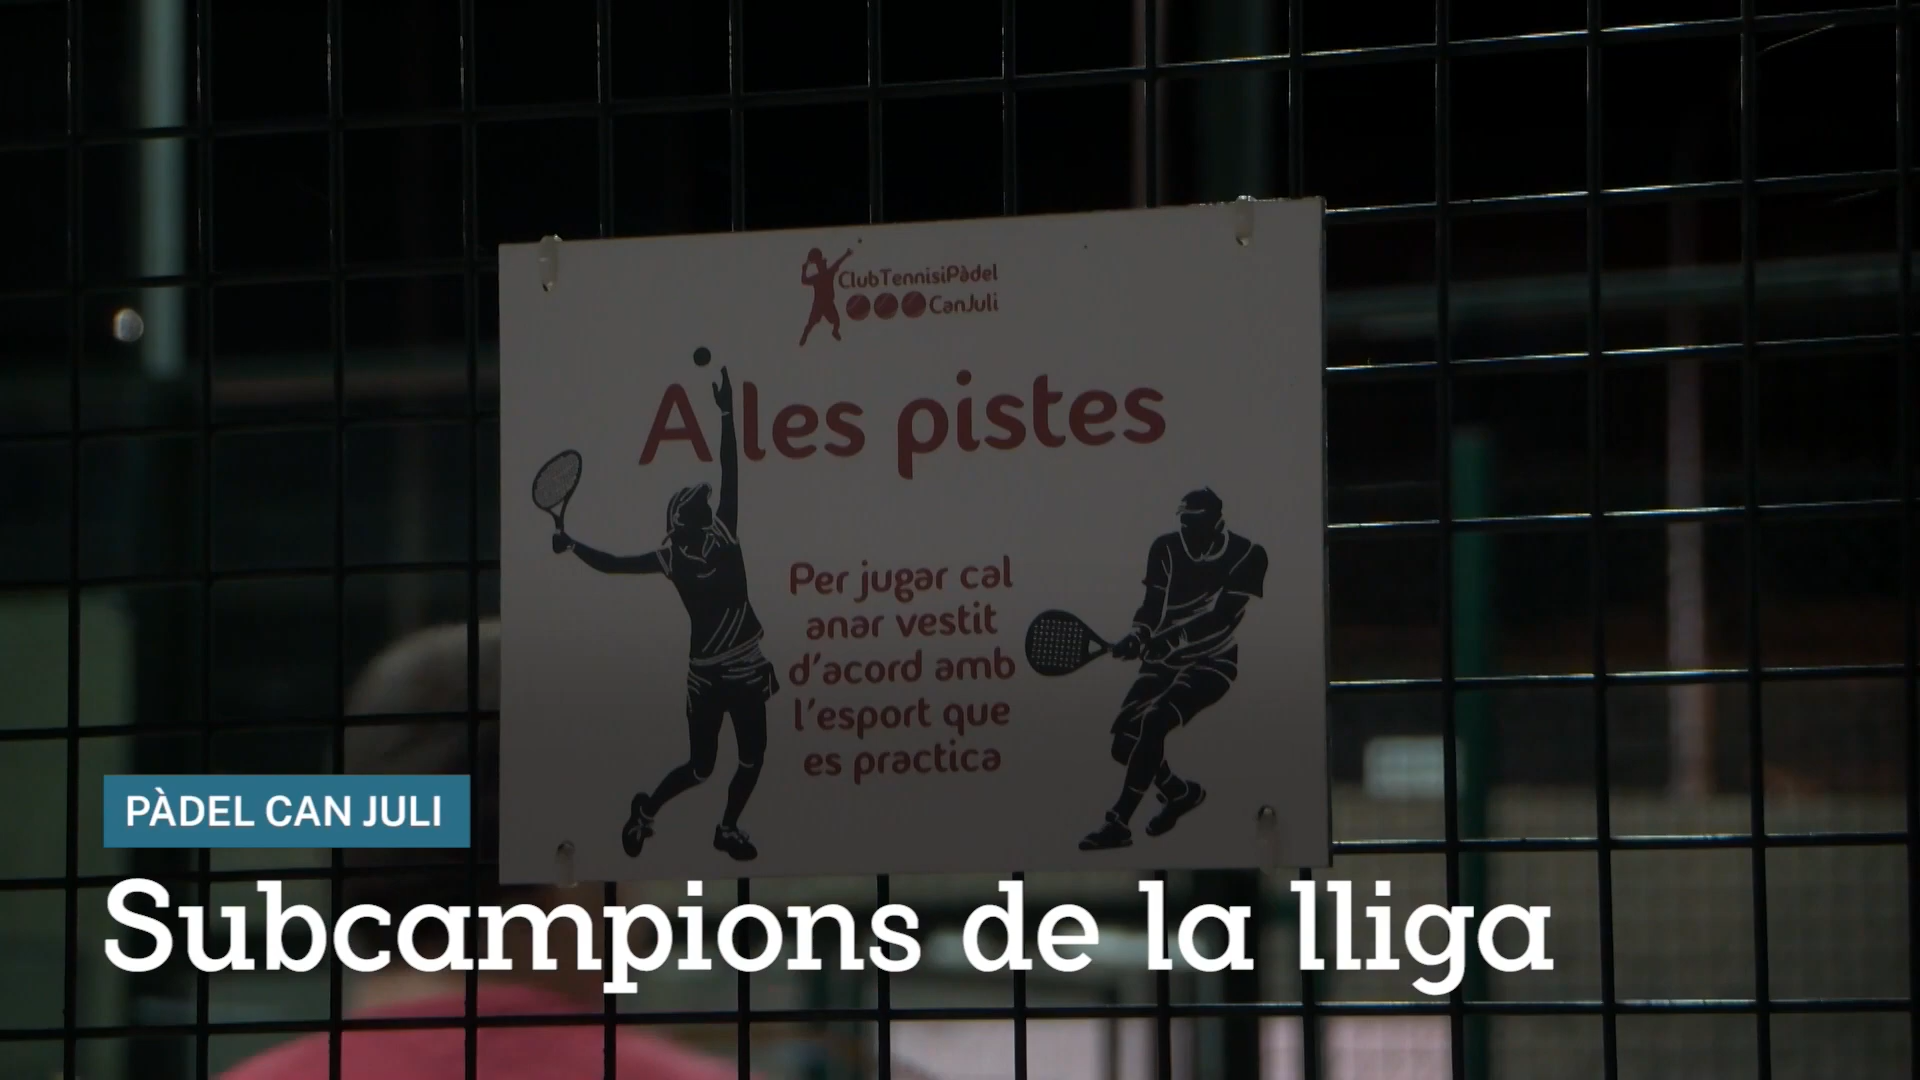 ClubTennisiPàdel
CanJuli
A les pistes
Per jugar cal
anar vestit
d'acord amb
l'esport que
es practica
PÀDEL CAN JULI
Subcampions de la lliga